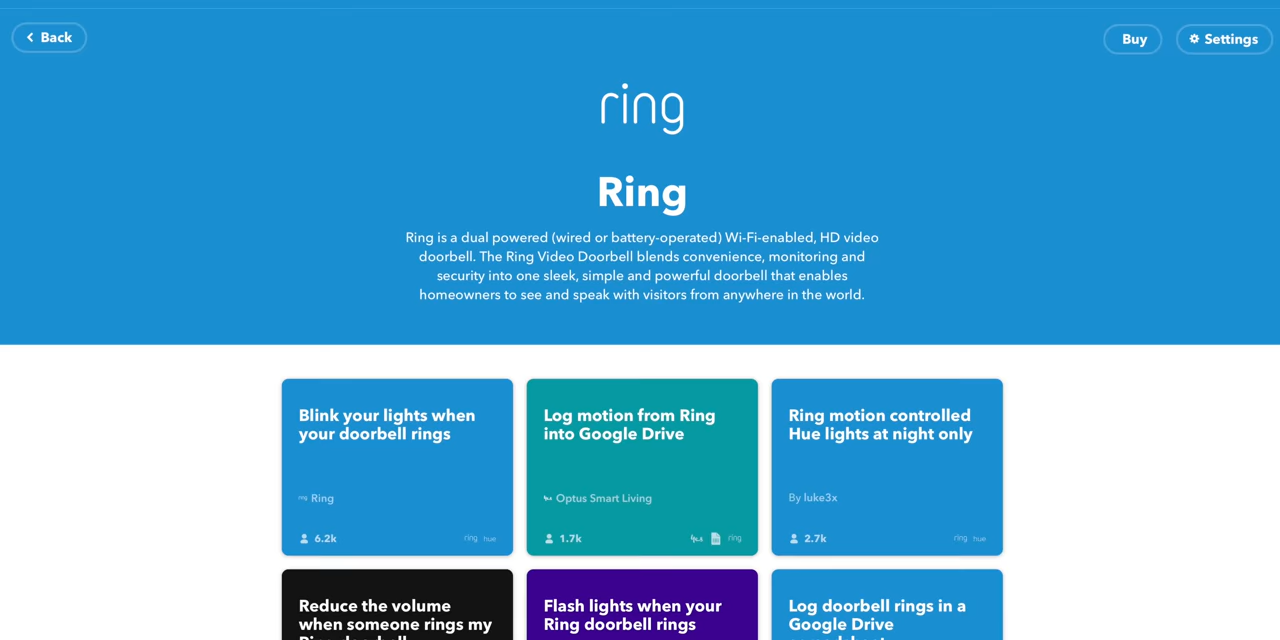 Back
Buy
Settings
ring
Ring
Ring is a dual powered (wired or battery-operated) Wi-Fi-enabled, HD video
doorbell. The Ring Video Doorbell blends convenience, monitoring and
security into one sleek, simple and powerful doorbell that enables
homeowners to see and speak with visitors from anywhere in the world.
Blink your lights when
your doorbell rings
ring Ring
6.2k
ring hue
Log motion from Ring
into Google Drive
Optus Smart Living
1.7k
ring
Ring motion controlled
Hue lights at night only
By luke3x
2.7k
ring hue
Reduce the volume
when someone rings my
Flash lights when your
Ring doorbell rings
Log doorbell rings in a
Google Drive